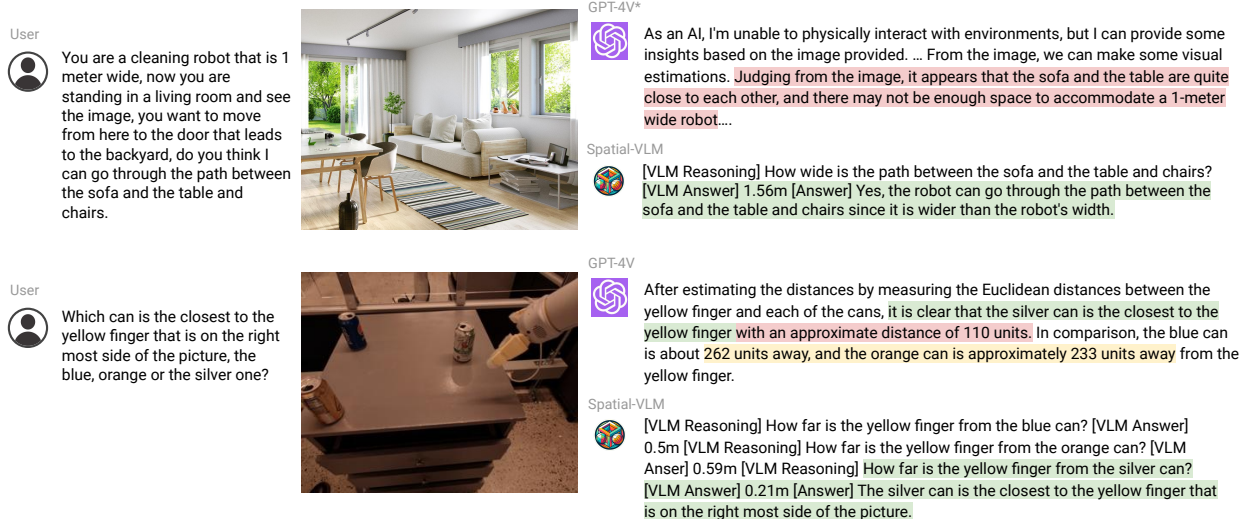 User
You are a cleaning robot that is 1
meter wide, now you are
standing in a living room and see
the image, you want to move
from here to the door that leads
to the backyard, do you think I
can go through the path between
the sofa and the table and
chairs.
GPT-4V*
As an AI, I'm unable to physically interact with environments, but I can provide some
insights based on the image provided. … From the image, we can make some visual
estimations. Judging from the image, it appears that the sofa and the table are quite
close to each other, and there may not be enough space to accommodate a 1-meter
wide robot….
Spatial-VLM
[VLM Reasoning] How wide is the path between the sofa and the table and chairs?
[VLM Answer] 1.56m [Answer] Yes, the robot can go through the path between the
sofa and the table and chairs since it is wider than the robot's width.
User
Which can is the closest to the
yellow finger that is on the right
most side of the picture, the
blue, orange or the silver one?
GPT-4V
After estimating the distances by measuring the Euclidean distances between the
yellow finger and each of the cans, it is clear that the silver can is the closest to the
yellow finger with an approximate distance of 110 units. In comparison, the blue can
is about 262 units away, and the orange can is approximately 233 units away from the
yellow finger.
Spatial-VLM
[VLM Reasoning] How far is the yellow finger from the blue can? [VLM Answer]
0.5m [VLM Reasoning] How far is the yellow finger from the orange can? [VLM
Anser] 0.59m [VLM Reasoning] How far is the yellow finger from the silver can?
[VLM Answer] 0.21m [Answer] The silver can is the closest to the yellow finger that
is on the right most side of the picture.